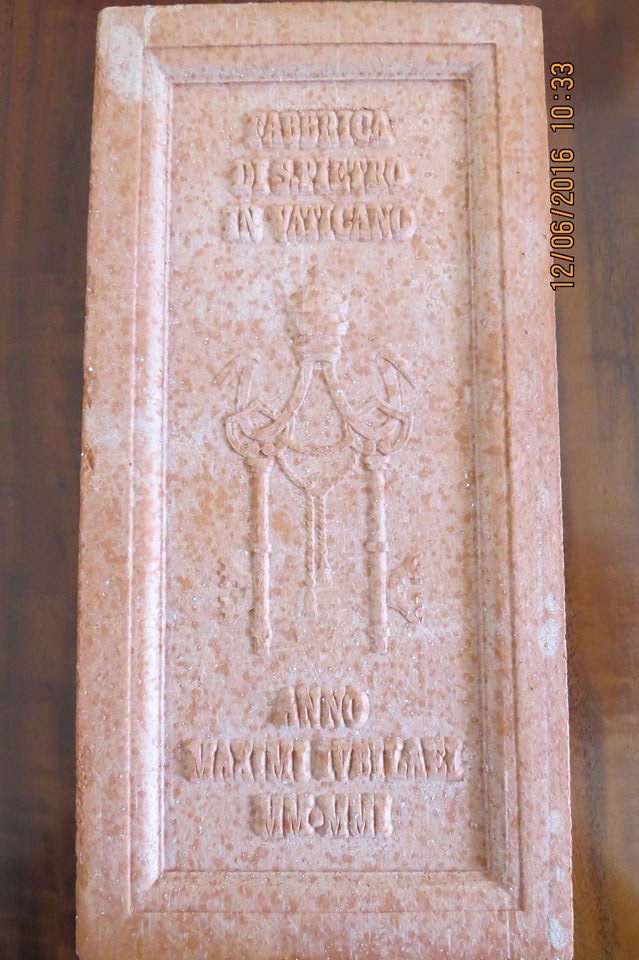 FABBRICA
DI S. PIETRO
IN VATICANO
ANNO
MAXIMI IVBILAEI
MM-MMI
12/06/2016 10:33